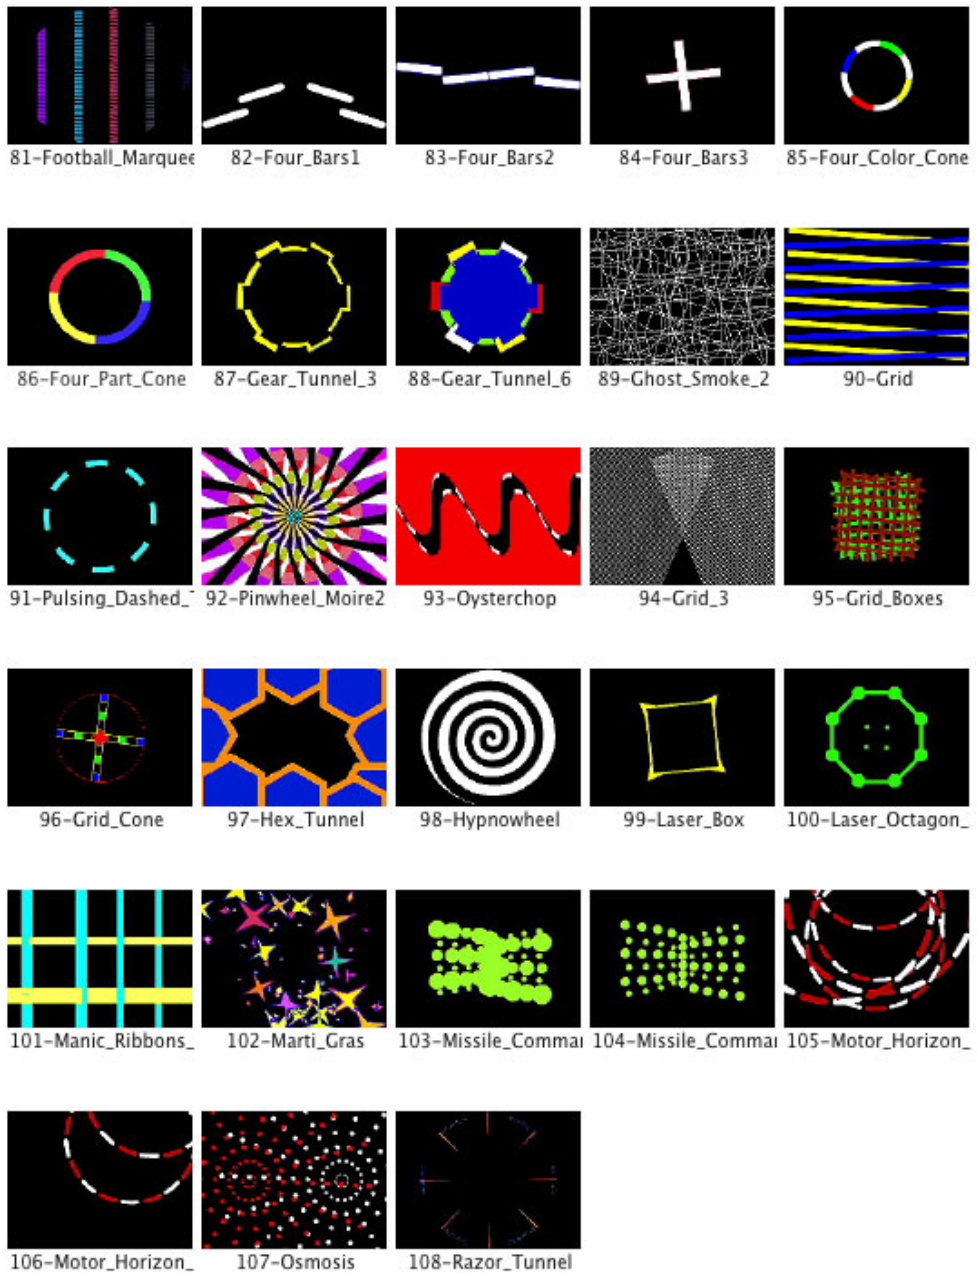 81-Football_Marquee
82-Four_Bars1
83-Four_Bars2
84-Four_Bars3
85-Four_Color_Cone
86-Four_Part_Cone
87-Gear_Tunnel_3
88-Gear_Tunnel_6
89-Ghost_Smoke_2
90-Grid
91-Pulsing_Dashed_
92-Pinwheel_Moire2
93-Oysterchop
94-Grid_3
95-Grid_Boxes
96-Grid_Cone
97-Hex_Tunnel
98-Hypnowheel
99-Laser_Box
100-Laser_Octagon_
101-Manic_Ribbons_
102-Marti_Gras
103-Missile_Comma
104-Missile_Comma
105-Motor_Horizon_
106-Motor_Horizon_
107-Osmosis
108-Razor_Tunnel